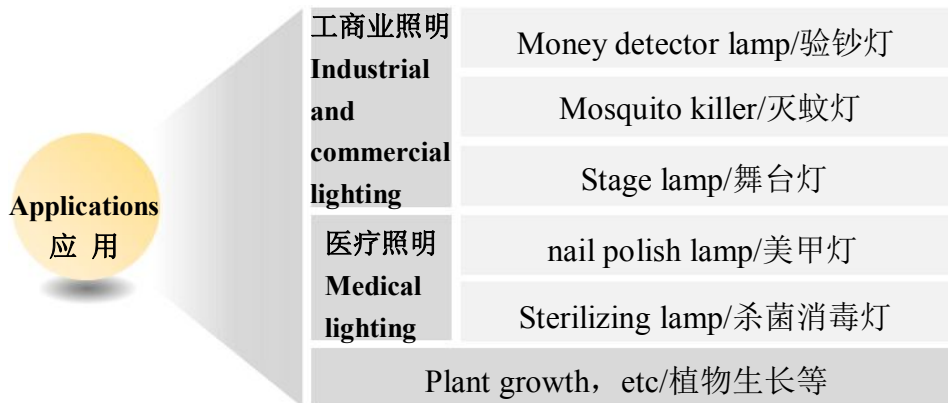 Applications
应 用
工商业照明
Industrial
and
commercial
lighting
Money detector lamp/验钞灯
Mosquito killer/灭蚊灯
Stage lamp/舞台灯
医疗照明
Medical
lighting
nail polish lamp/美甲灯
Sterilizing lamp/杀菌消毒灯
Plant growth，etc/植物生长等